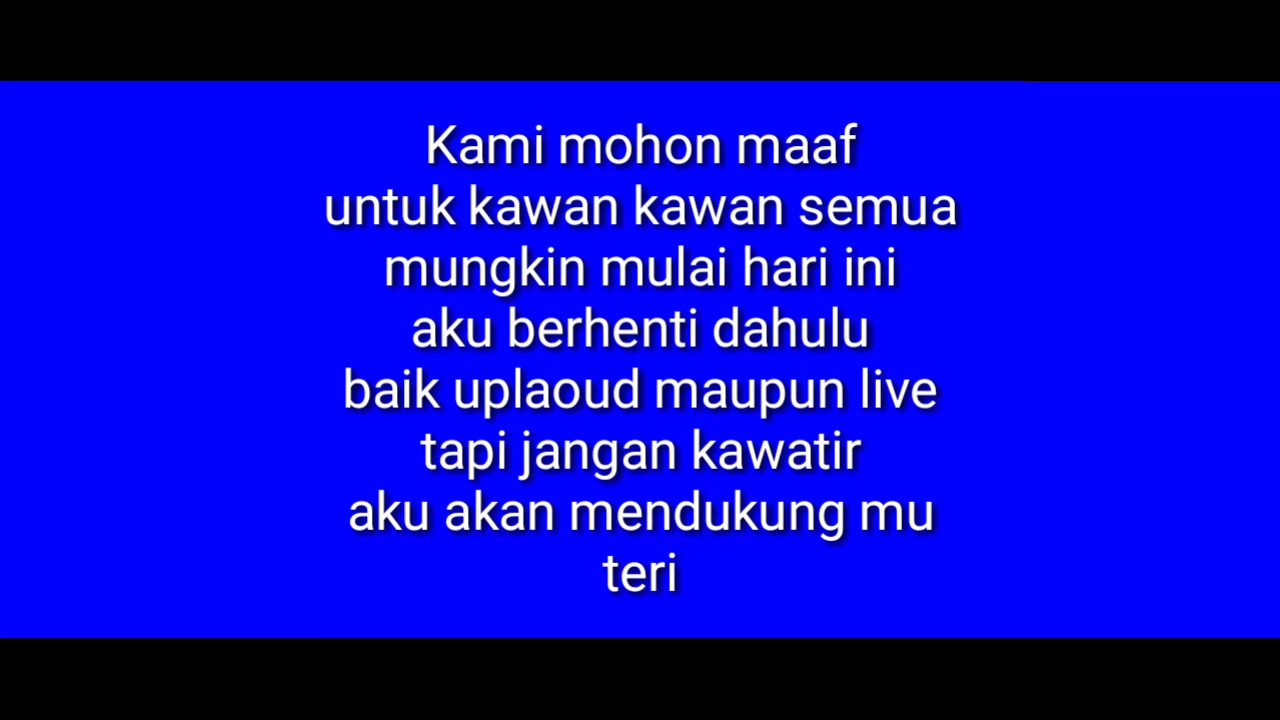 Kami mohon maaf
untuk kawan kawan semua
mungkin mulai hari ini
aku berhenti dahulu
baik uplaoud maupun live
tapi jangan kawatir
aku akan mendukung mu
teri